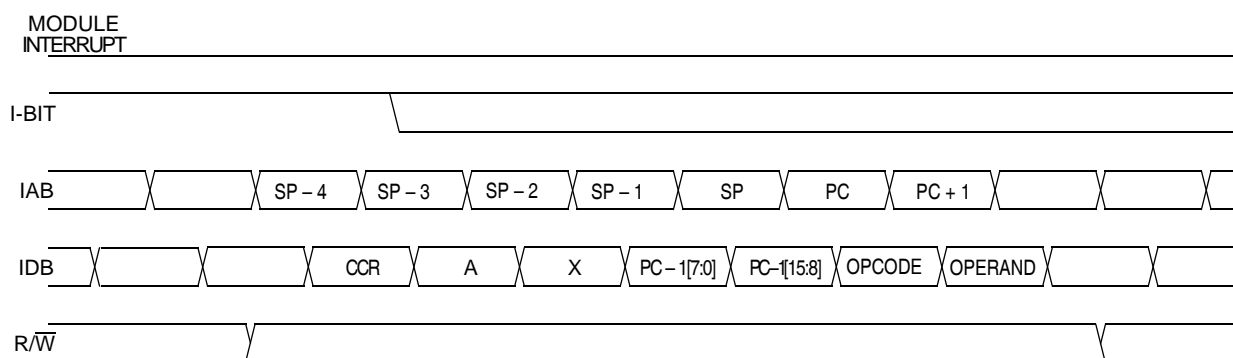 MODULE
INTERRUPT
I-BIT
IAB SP – 4 SP – 3 SP – 2 SP – 1 SP PC PC + 1
IDB CCR A X PC – 1[7:0] PC–1[15:8] OPCODE OPERAND
R/W̅